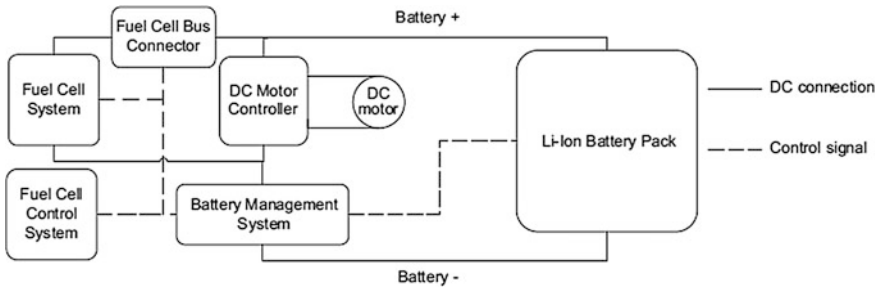 Battery +
Fuel Cell Bus
Connector
Fuel Cell
System
DC Motor
Controller
DC
motor
Li-Ion Battery Pack
DC connection
Control signal
Fuel Cell
Control
System
Battery Management
System
Battery -